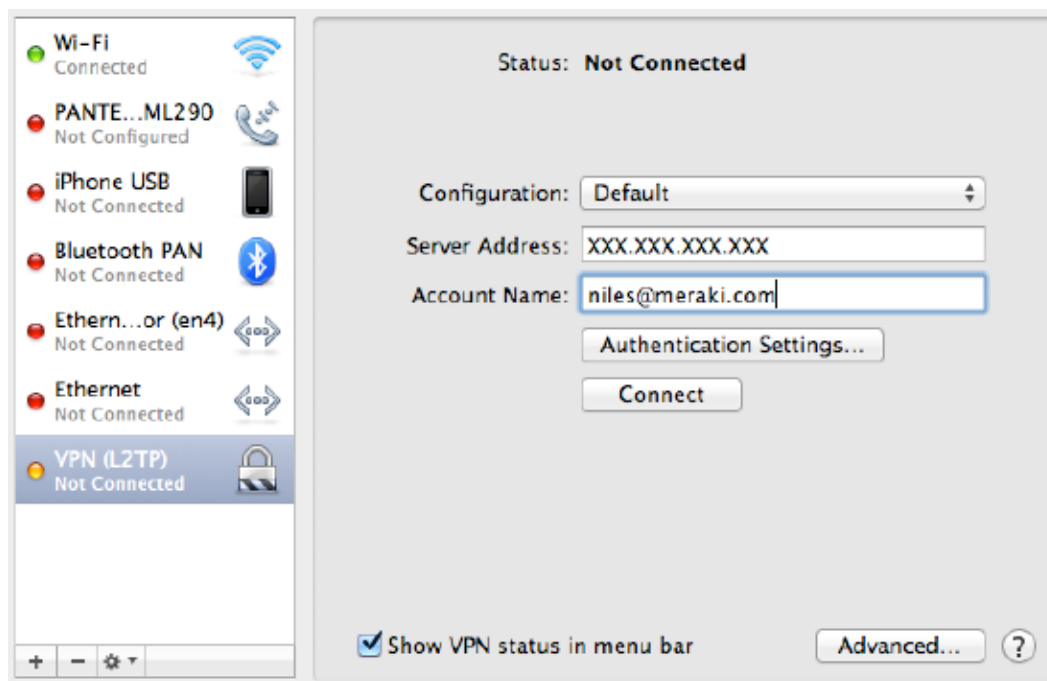 Wi-Fi
Connected
PANTE...ML290
Not Configured
iPhone USB
Not Connected
Bluetooth PAN
Not Connected
Ethern...or (en4)
Not Connected
Ethernet
Not Connected
VPN (L2TP)
Not Connected
Status: Not Connected
Configuration: Default
Server Address: XXX.XXX.XXX.XXX
Account Name: niles@meraki.com
Authentication Settings...
Connect
Show VPN status in menu bar
Advanced...
?